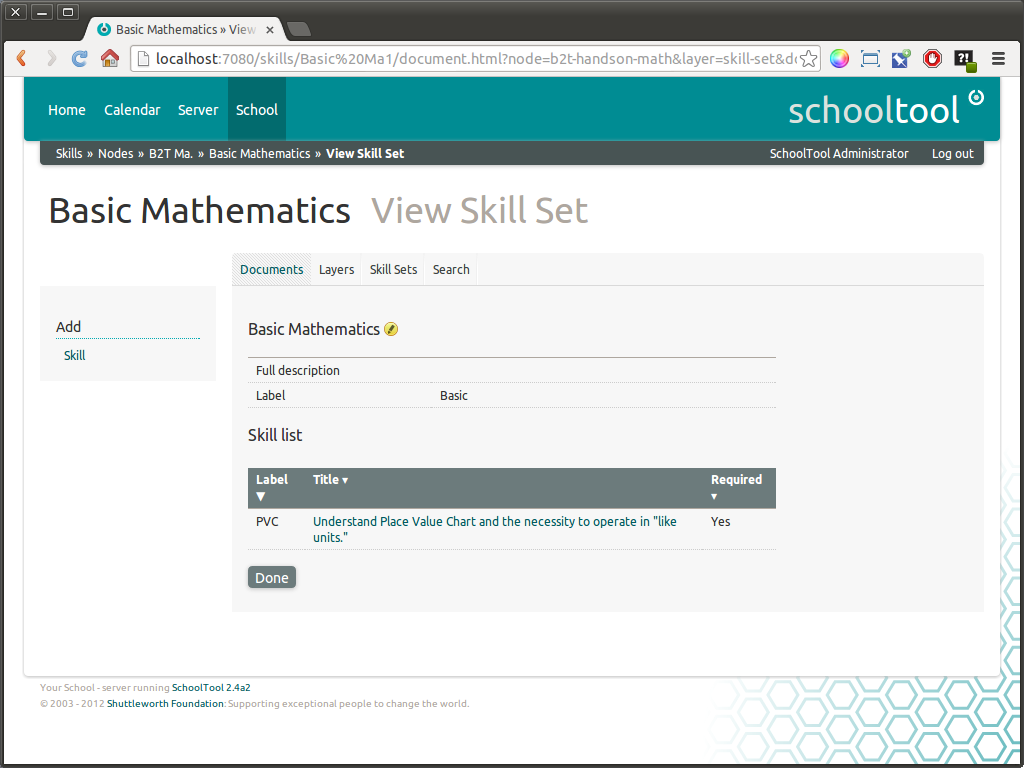 Basic Mathematics » View
localhost:7080/skills/Basic%20Ma1/document.html?node=b2t-handson-math&layer=skill-set&dc
?!
Home Calendar Server School
schooltool
Skills » Nodes » B2T Ma. » Basic Mathematics » View Skill Set
SchoolTool Administrator Log out
Basic Mathematics View Skill Set
Documents Layers Skill Sets Search
Add
Skill
Basic Mathematics
Full description
Label Basic
Skill list
Label ▼ Title ▾ Required ▾
PVC Understand Place Value Chart and the necessity to operate in "like Yes
units."
Done
Your School - server running SchoolTool 2.4a2
© 2003 - 2012 Shuttleworth Foundation: Supporting exceptional people to change the world.